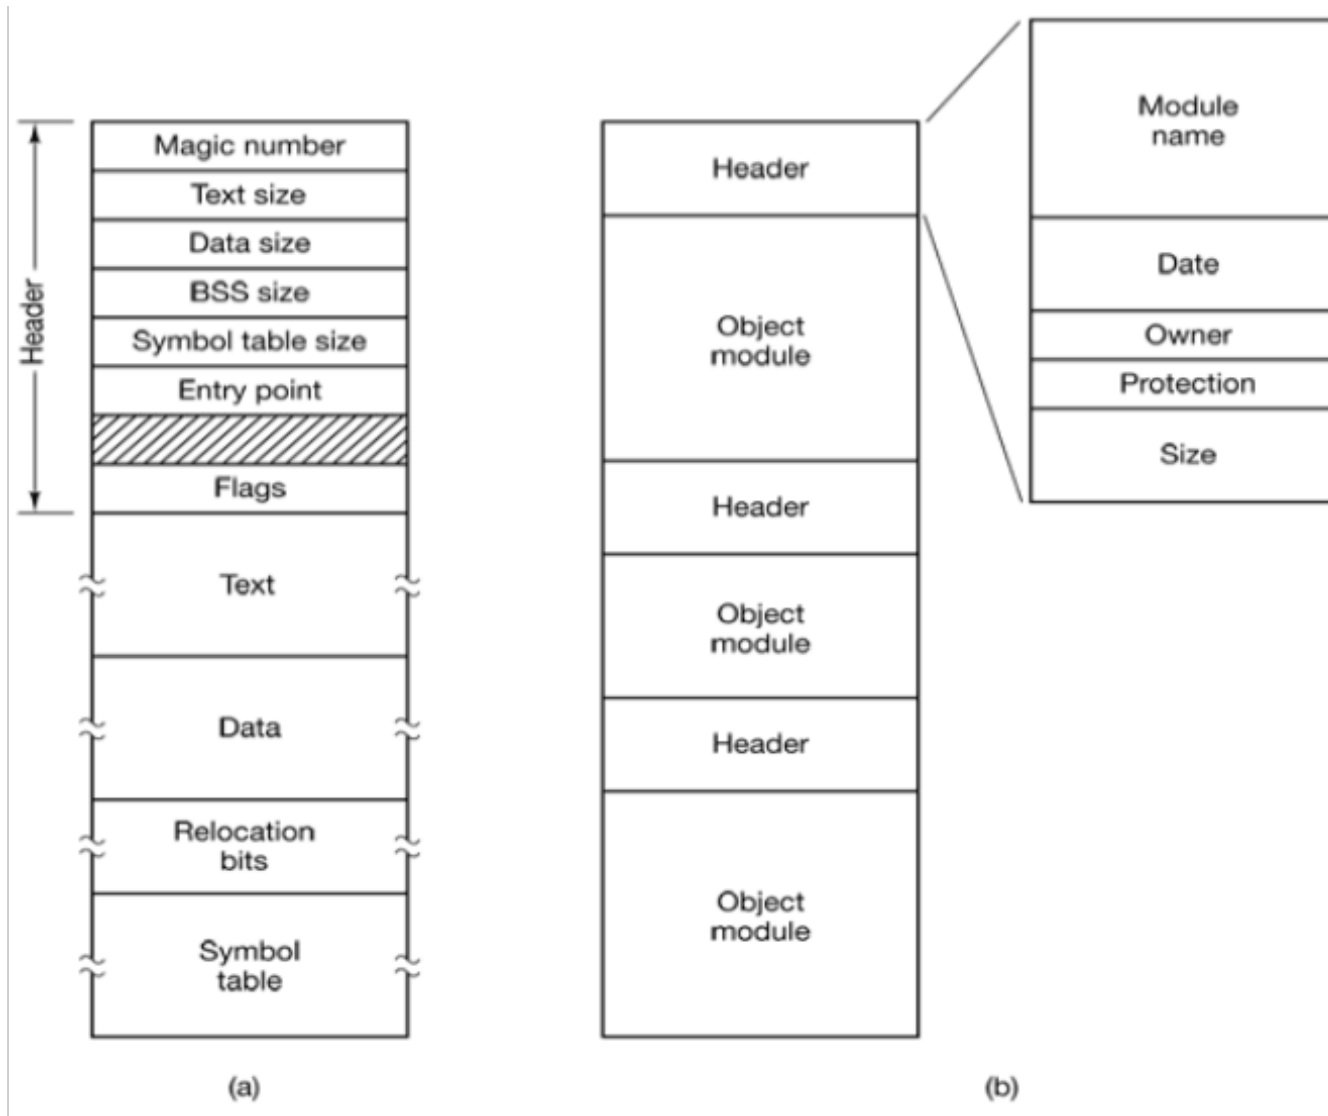 Header
Magic number
Text size
Data size
BSS size
Symbol table size
Entry point
Flags
Text
Data
Relocation
bits
Symbol
table
(a)
Header
Object
module
Header
Object
module
Header
Object
module
Module
name
Date
Owner
Protection
Size
(b)